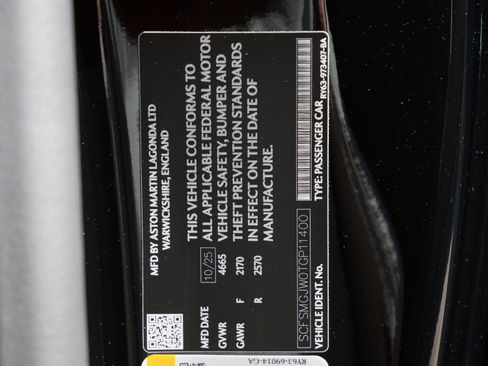 MFD BY ASTON MARTIN LAGONDA LTD
WARWICKSHIRE, ENGLAND
THIS VEHICLE CONFORMS TO
ALL APPLICABLE FEDERAL MOTOR
VEHICLE SAFETY, BUMPER AND
THEFT PREVENTION STANDARDS
IN EFFECT ON THE DATE OF
MANUFACTURE.
MFD DATE 10/25
GVWR 4665
GAWR F 2170
R 2570
SCFSMGJW0TGP11400
VEHICLE IDENT. No.
TYPE: PASSENGER CAR
RY63-973407-BA
RY63-69014-GA